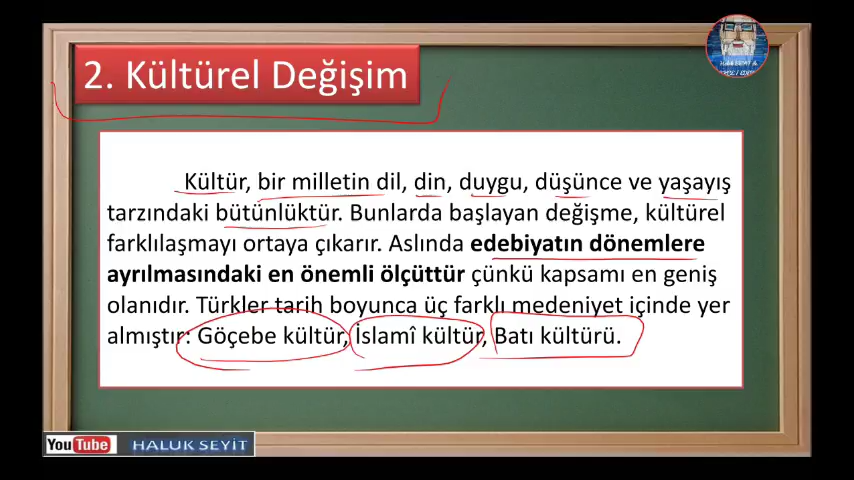 2. Kültürel Değişim
Kültür, bir milletin dil, din, duygu, düşünce ve yaşayış
tarzındaki bütünlüktür. Bunlarda başlayan değişme, kültürel
farklılaşmayı ortaya çıkarır. Aslında edebiyatın dönemlere
ayrılmasındaki en önemli ölçüttür çünkü kapsamı en geniş
olanıdır. Türkler tarih boyunca üç farklı medeniyet içinde yer
almıştır: Göçebe kültür, İslamî kültür, Batı kültürü.
YouTube HALUK SEYİT